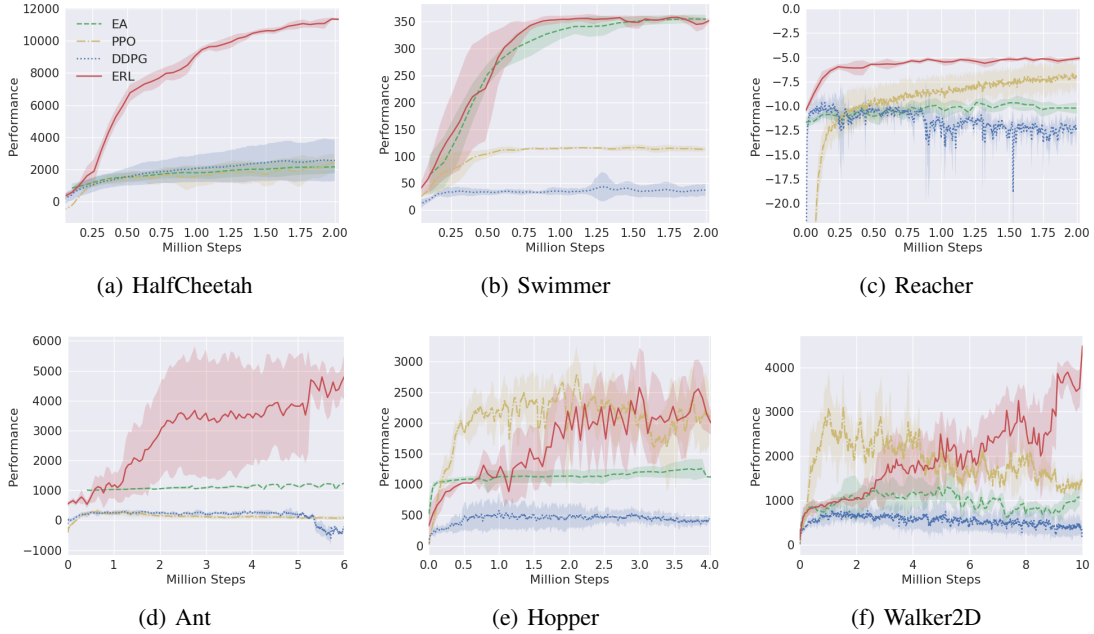 12000
10000
8000
6000
4000
2000
0
Performance
EA
PPO
DDPG
ERL
0.25 0.50 0.75 1.00 1.25 1.50 1.75 2.00
Million Steps
(a) HalfCheetah
350
300
250
200
150
100
50
0
Performance
0.25 0.50 0.75 1.00 1.25 1.50 1.75 2.00
Million Steps
(b) Swimmer
0.0
−2.5
−5.0
−7.5
−10.0
−12.5
−15.0
−17.5
−20.0
Performance
0.00 0.25 0.50 0.75 1.00 1.25 1.50 1.75 2.00
Million Steps
(c) Reacher
6000
5000
4000
3000
2000
1000
0
−1000
Performance
0 1 2 3 4 5 6
Million Steps
(d) Ant
3000
2500
2000
1500
1000
500
0
Performance
0.0 0.5 1.0 1.5 2.0 2.5 3.0 3.5 4.0
Million Steps
(e) Hopper
4000
3000
2000
1000
0
Performance
0 2 4 6 8 10
Million Steps
(f) Walker2D